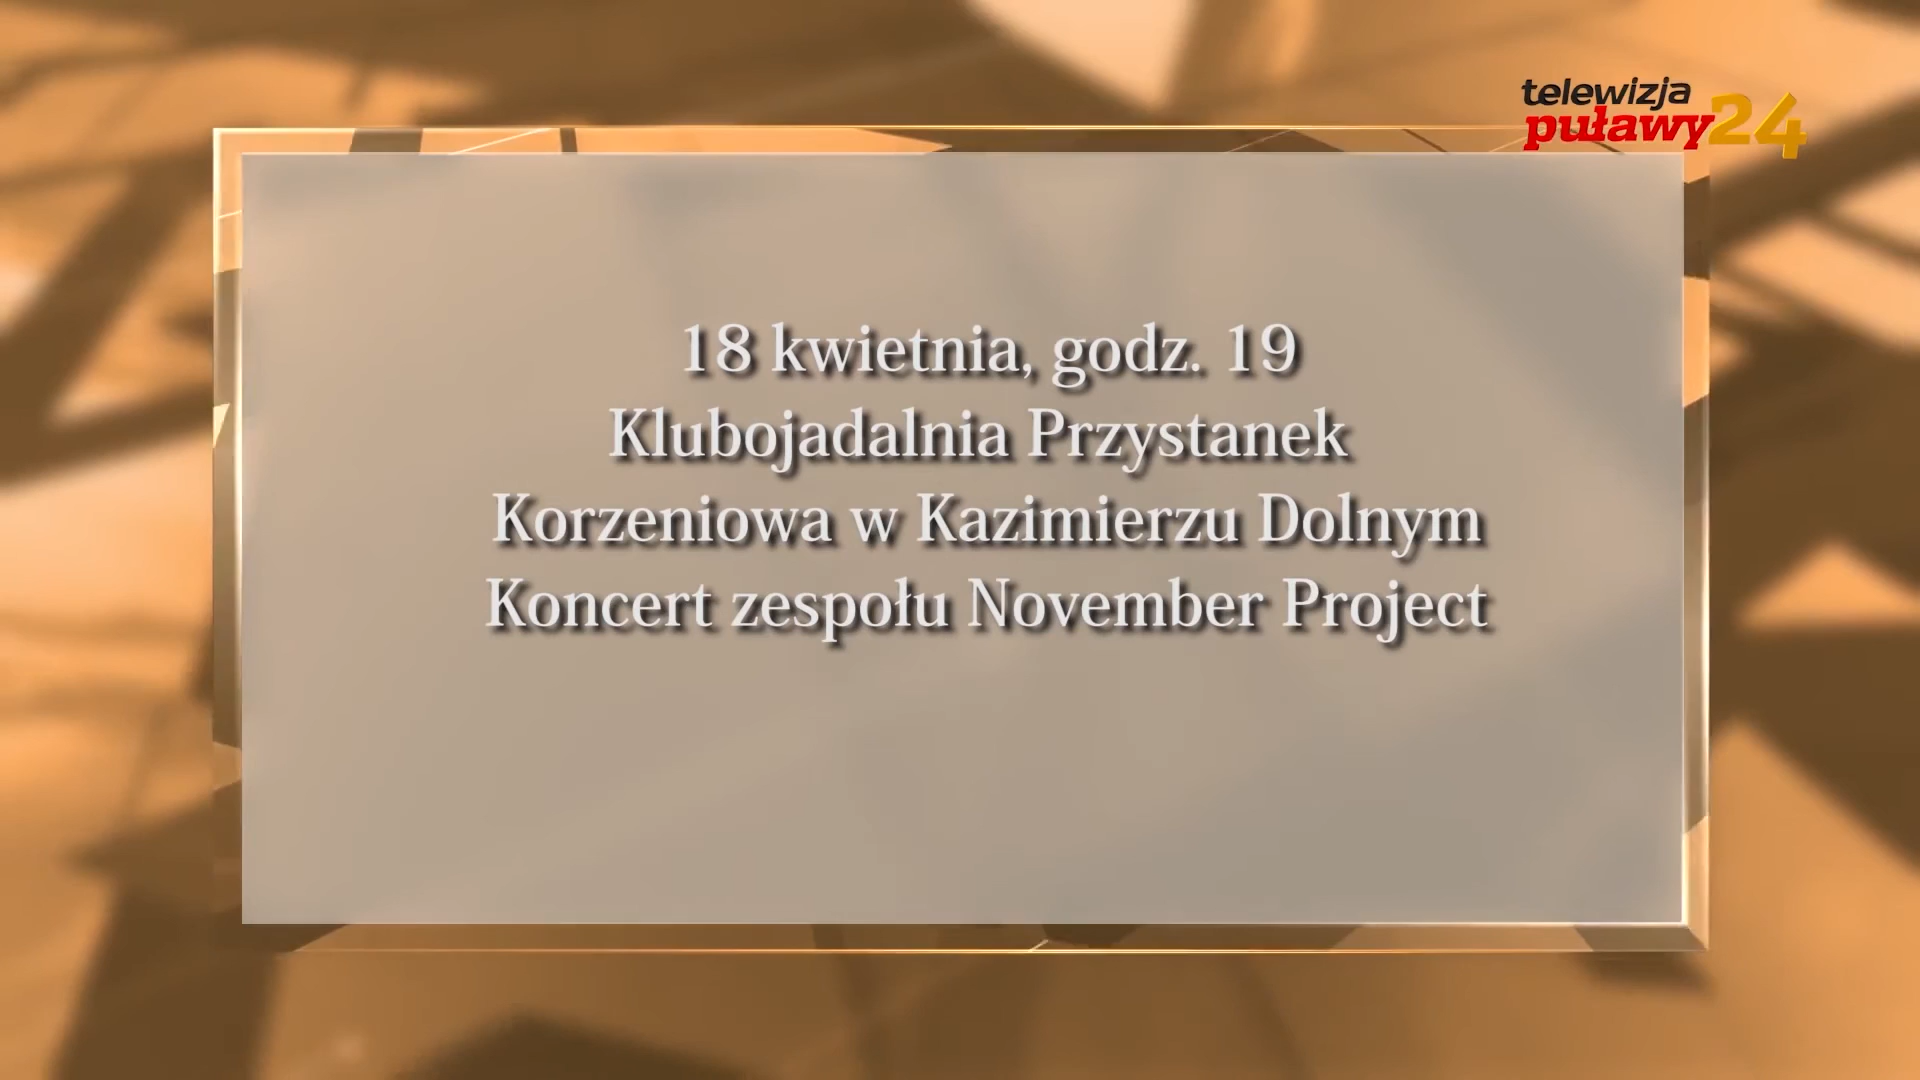 telewizja
puławy24
18 kwietnia, godz. 19
Klubojadalnia Przystanek
Korzeniowa w Kazimierzu Dolnym
Koncert zespołu November Project